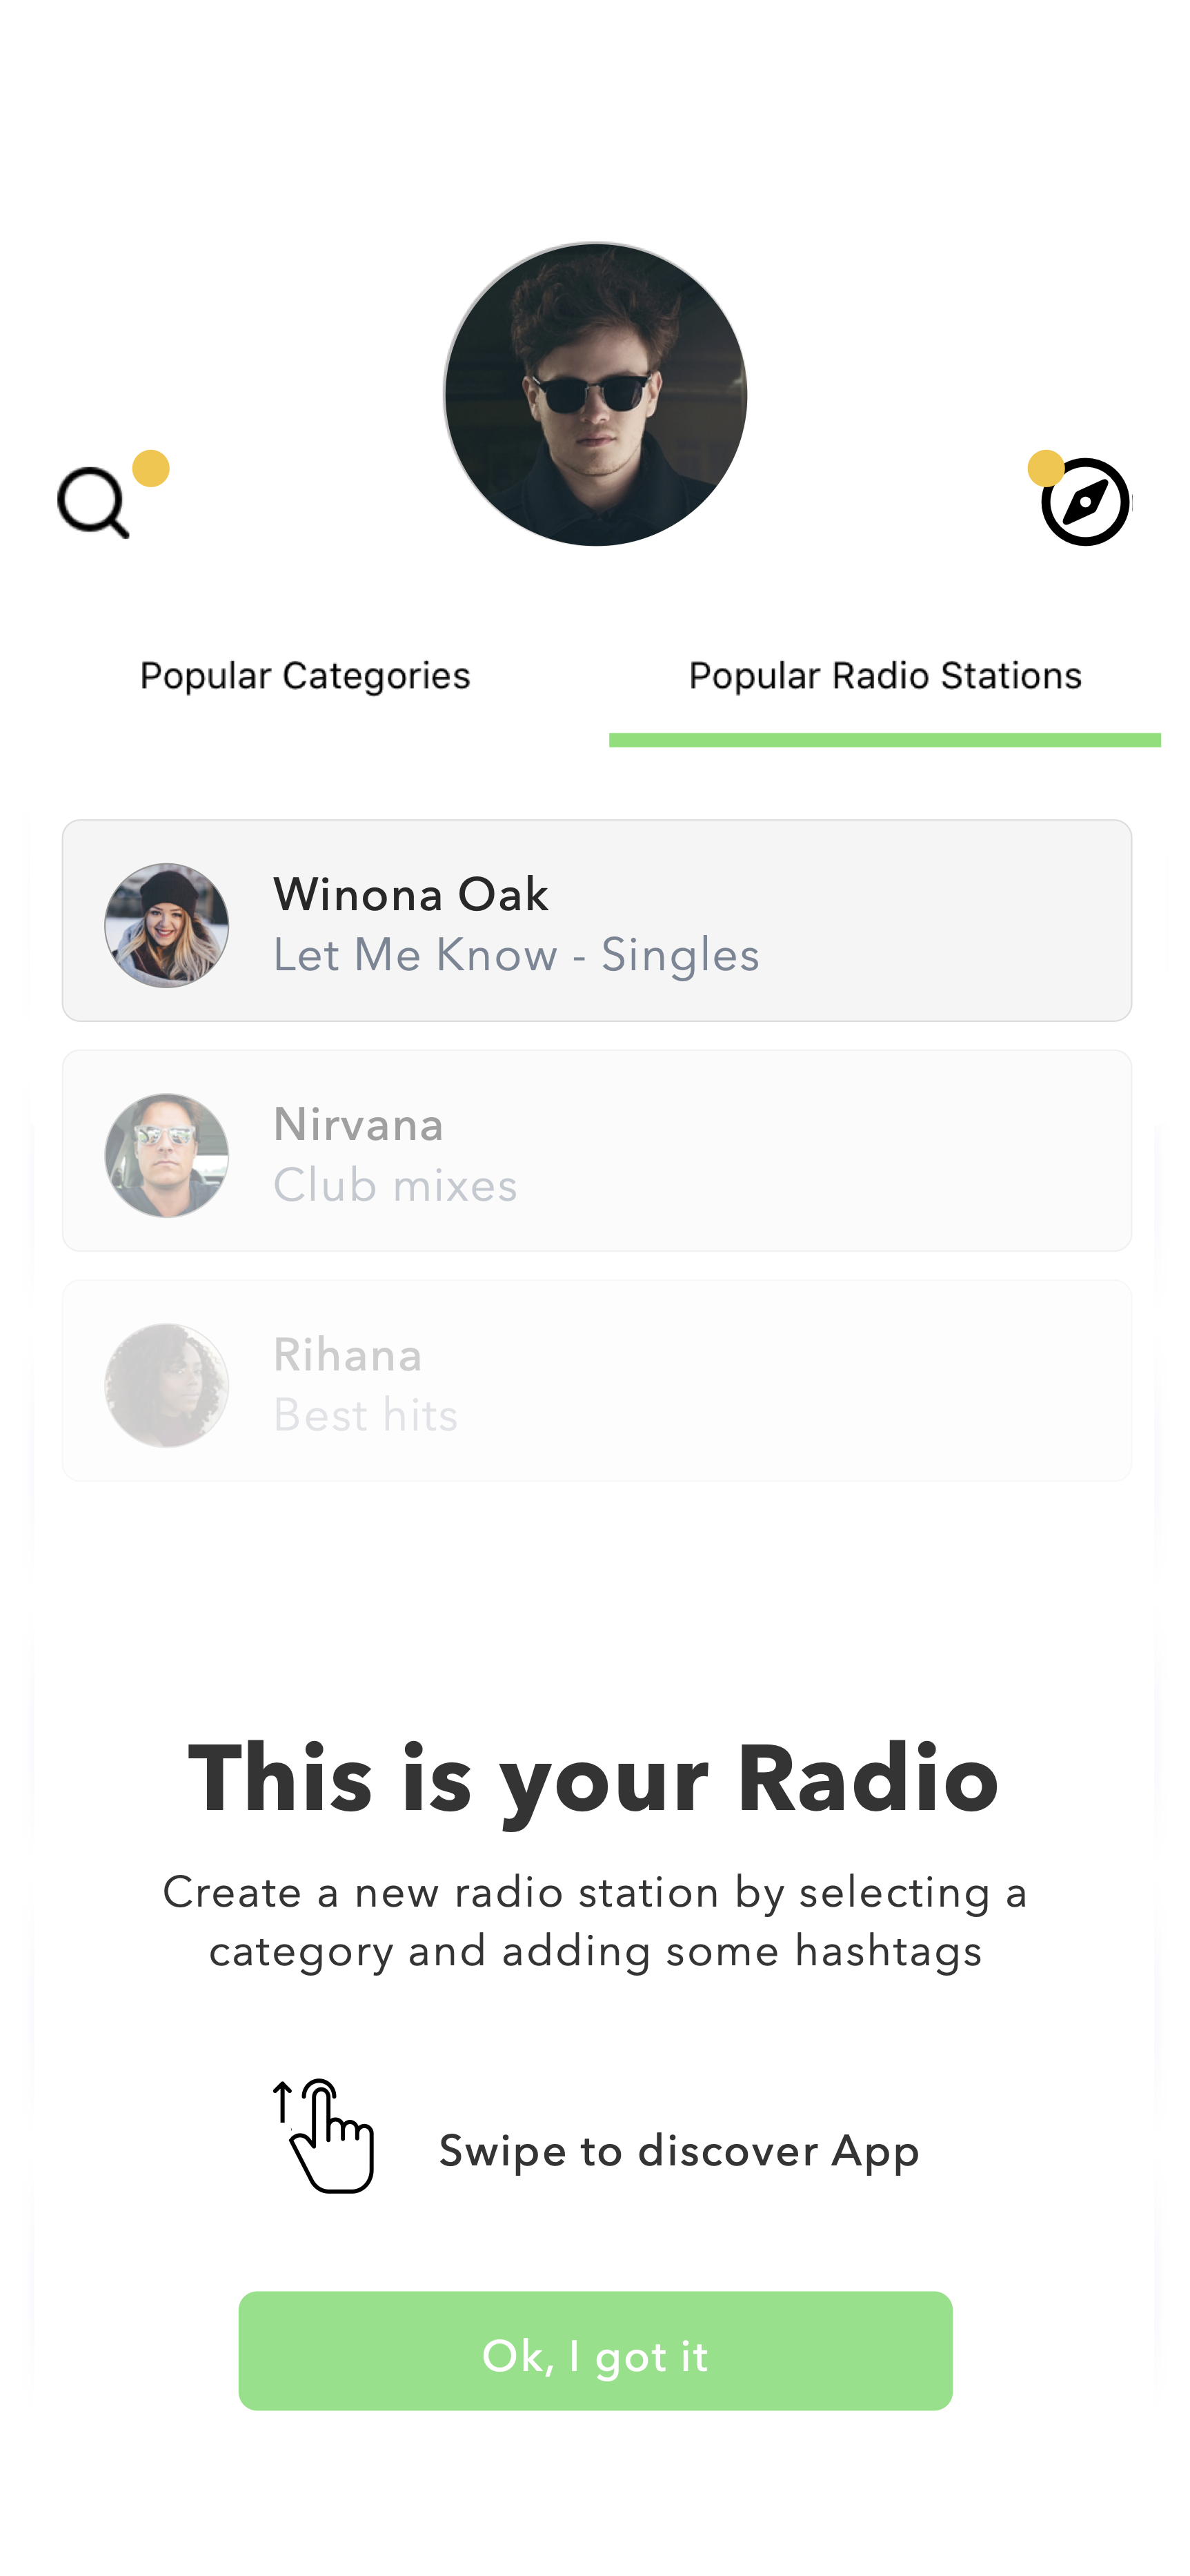 Popular Categories
Popular Radio Stations
Winona Oak
Let Me Know - Singles
Nirvana
Club mixes
Rihana
Best hits
This is your Radio
Create a new radio station by selecting a
category and adding some hashtags
Swipe to discover App
Ok, I got it